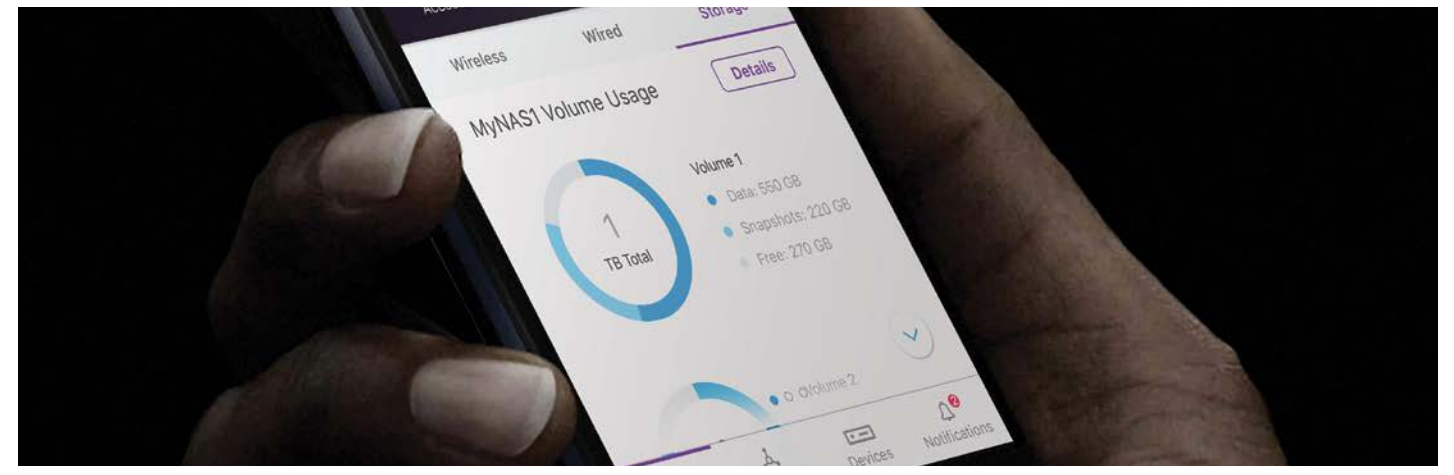 Wireless
Wired
Storage
MyNAS1 Volume Usage
Details
1
TB Total
Volume 1
Data: 550 GB
Snapshots: 220 GB
Free: 270 GB
Volume 2
Devices
Notifications
2